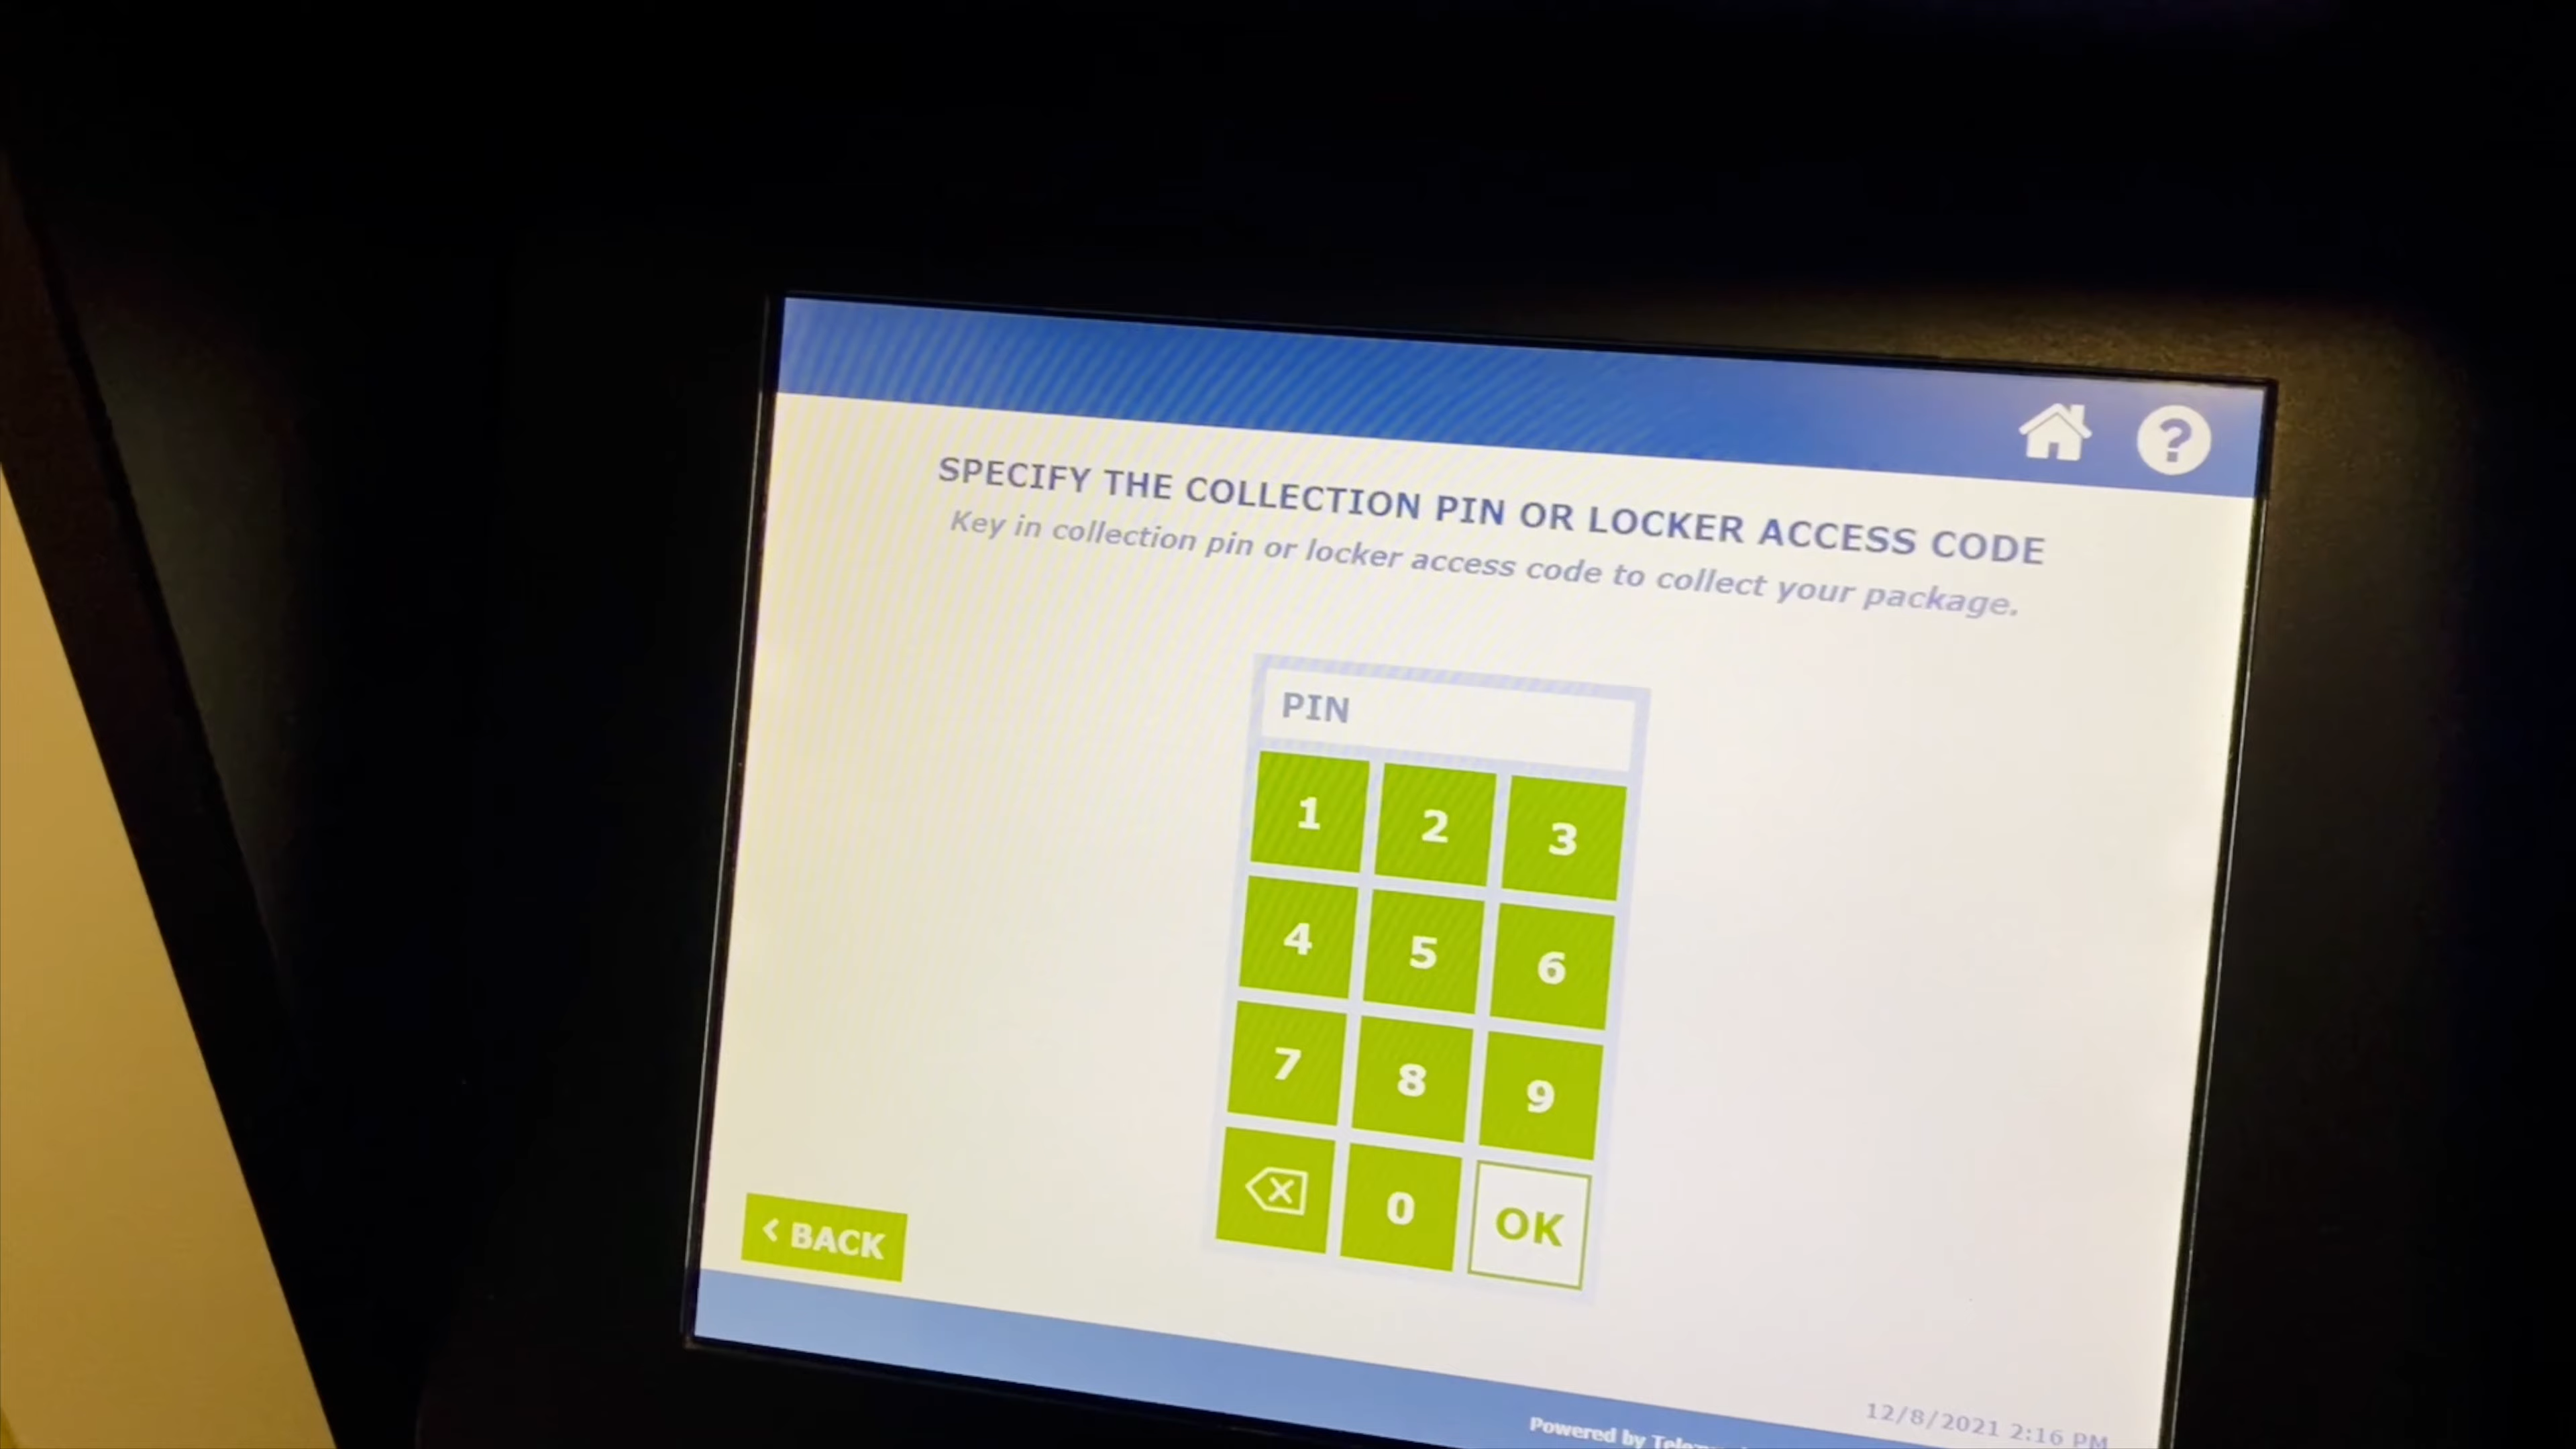 ?
SPECIFY THE COLLECTION PIN OR LOCKER ACCESS CODE
Key in collection pin or locker access code to collect your package.
PIN
1 2 3
4 5 6
7 8 9
0 OK
< BACK
12/8/2021 2:16 PM
Powered by